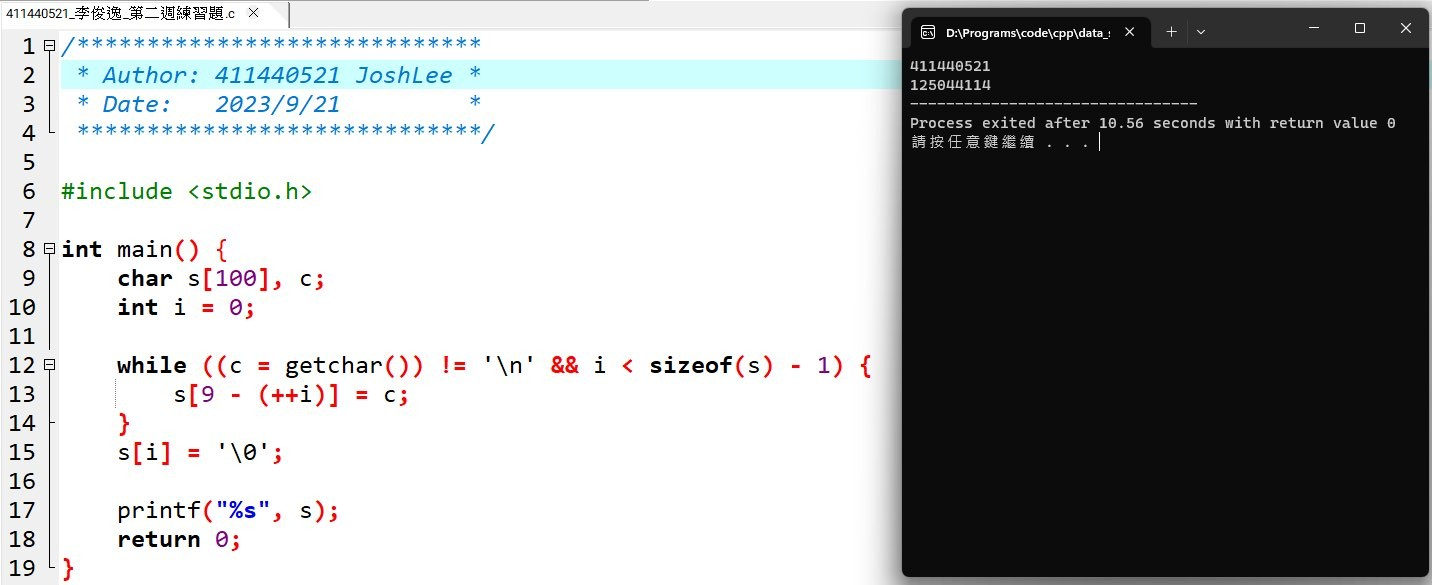 411440521_李俊逸_第二週練習題.c
1 /*****************************
2  * Author: 411440521 JoshLee *
3  * Date:   2023/9/21         *
4  *****************************/
5
6 #include <stdio.h>
7
8 int main() {
9     char s[100], c;
10     int i = 0;
11
12     while ((c = getchar()) != '\n' && i < sizeof(s) - 1) {
13         s[9 - (++i)] = c;
14     }
15     s[i] = '\0';
16
17     printf("%s", s);
18     return 0;
19 }
D:\Programs\code\cpp\data_s
411440521
125044114
--------------------------------
Process exited after 10.56 seconds with return value 0
請按任意鍵繼續 . . .